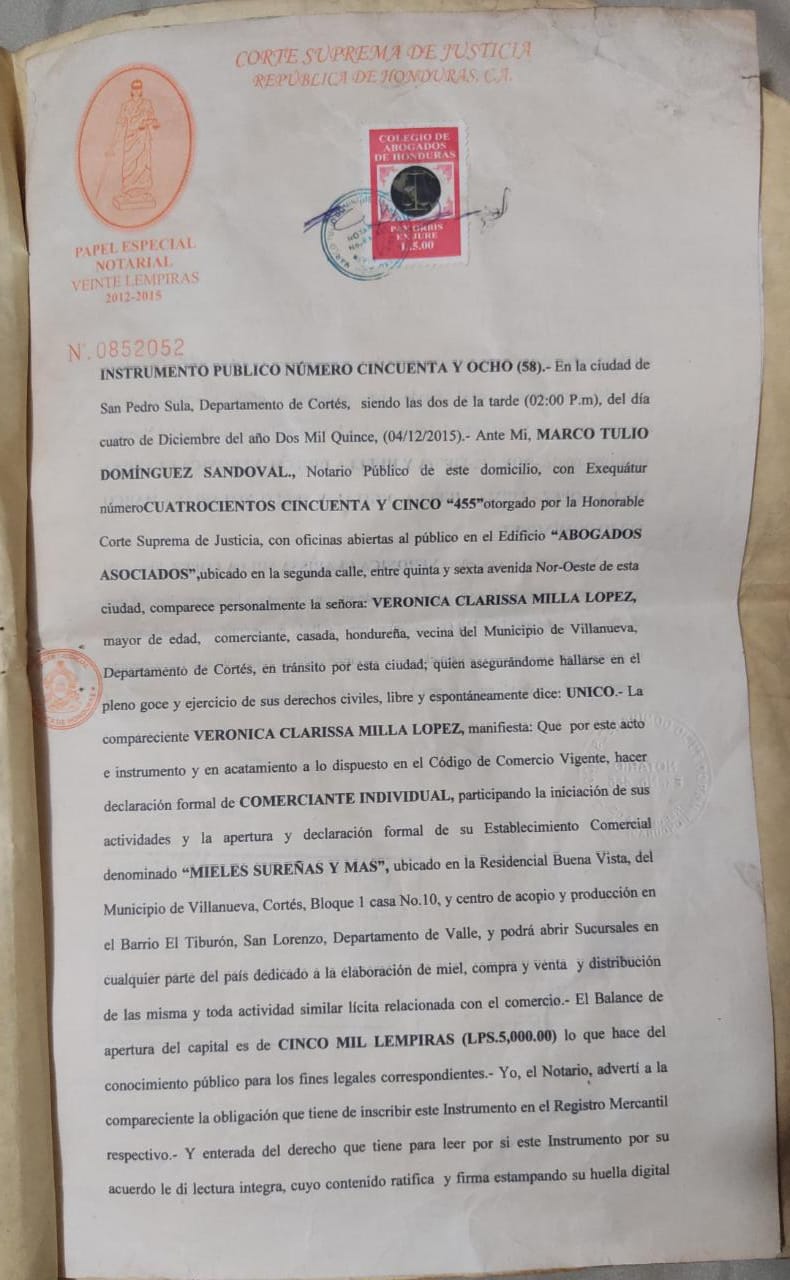 CORTE SUPREMA DE JUSTICIA
REPÚBLICA DE HONDURAS, C.A.
COLEGIO DE
ABOGADOS
DE HONDURAS
PAX ORBIS
EX JURE
L.5.00
PAPEL ESPECIAL
NOTARIAL
VEINTE LEMPIRAS
2012-2015
Nº. 0852052
INSTRUMENTO PUBLICO NÚMERO CINCUENTA Y OCHO (58).- En la ciudad de
San Pedro Sula, Departamento de Cortés, siendo las dos de la tarde (02:00 P.m), del día
cuatro de Diciembre del año Dos Mil Quince, (04/12/2015).- Ante Mi, MARCO TULIO
DOMÍNGUEZ SANDOVAL., Notario Público de este domicilio, con Exequátur
númeroCUATROCIENTOS CINCUENTA Y CINCO “455”otorgado por la Honorable
Corte Suprema de Justicia, con oficinas abiertas al público en el Edificio “ABOGADOS
ASOCIADOS”,ubicado en la segunda calle, entre quinta y sexta avenida Nor-Oeste de esta
ciudad, comparece personalmente la señora: VERONICA CLARISSA MILLA LOPEZ,
mayor de edad, comerciante, casada, hondureña, vecina del Municipio de Villanueva,
Departamento de Cortés, en tránsito por esta ciudad; quien asegurándome hallarse en el
pleno goce y ejercicio de sus derechos civiles, libre y espontáneamente dice: UNICO.- La
compareciente VERONICA CLARISSA MILLA LOPEZ, manifiesta: Que por este acto
e instrumento y en acatamiento a lo dispuesto en el Código de Comercio Vigente, hacer
declaración formal de COMERCIANTE INDIVIDUAL, participando la iniciación de sus
actividades y la apertura y declaración formal de su Establecimiento Comercial
denominado “MIELES SUREÑAS Y MAS”, ubicado en la Residencial Buena Vista, del
Municipio de Villanueva, Cortés, Bloque 1 casa No.10, y centro de acopio y producción en
el Barrio El Tiburón, San Lorenzo, Departamento de Valle, y podrá abrir Sucursales en
cualquier parte del país dedicado a la elaboración de miel, compra y venta y distribución
de las misma y toda actividad similar lícita relacionada con el comercio.- El Balance de
apertura del capital es de CINCO MIL LEMPIRAS (LPS.5,000.00) lo que hace del
conocimiento público para los fines legales correspondientes.- Yo, el Notario, advertí a la
compareciente la obligación que tiene de inscribir este Instrumento en el Registro Mercantil
respectivo.- Y enterada del derecho que tiene para leer por si este Instrumento por su
acuerdo le di lectura integra, cuyo contenido ratifica y firma estampando su huella digital